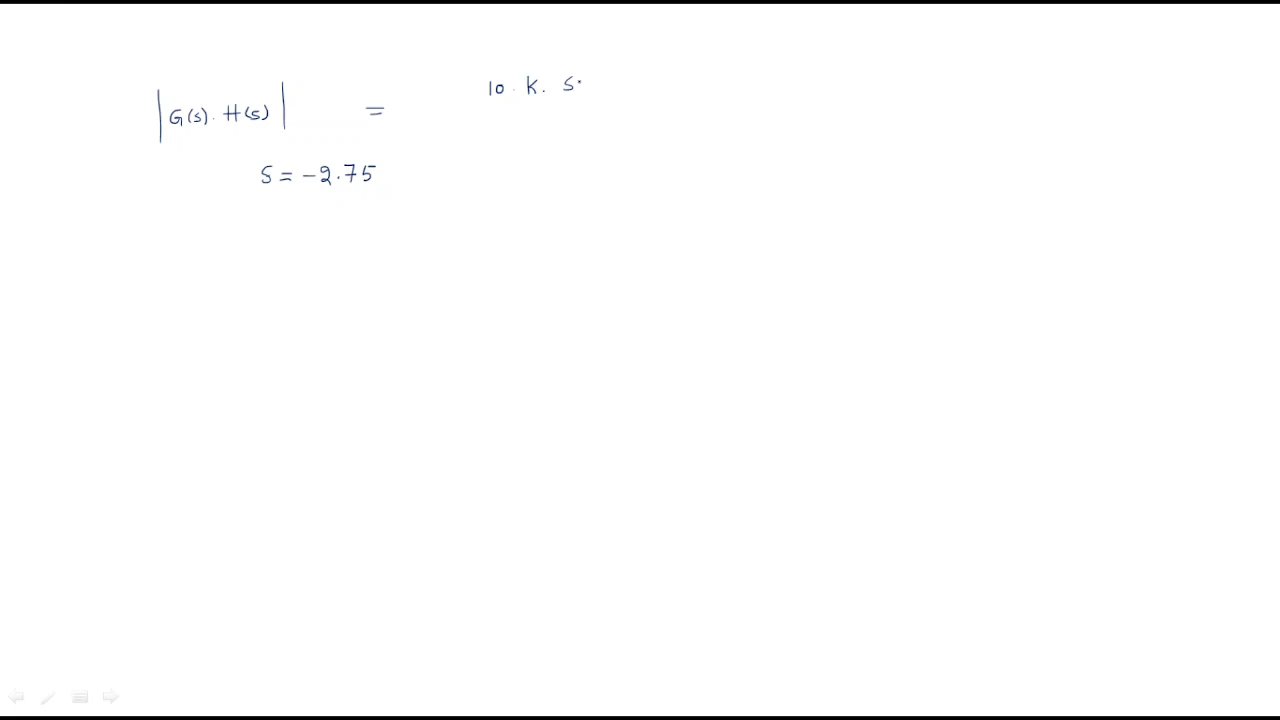 |G(s). H(s)| = 10. K. S.
S = -2.75